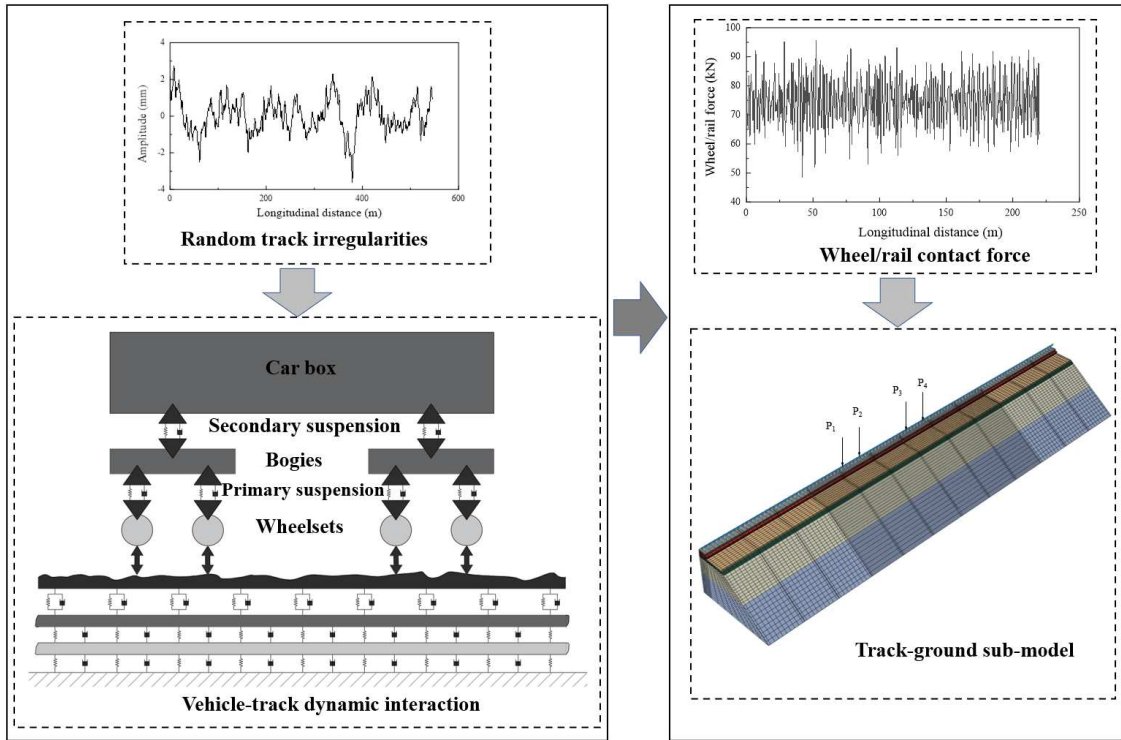 4
2
0
-2
-4
Amplitude (mm)
0
200
400
600
Longitudinal distance (m)
Random track irregularities
Car box
Secondary suspension
Bogies
Primary suspension
Wheelsets
Vehicle-track dynamic interaction
100
90
80
70
60
50
40
Wheel/rail force (kN)
0
50
100
150
200
250
Longitudinal distance (m)
Wheel/rail contact force
P1
P2
P3
P4
Track-ground sub-model